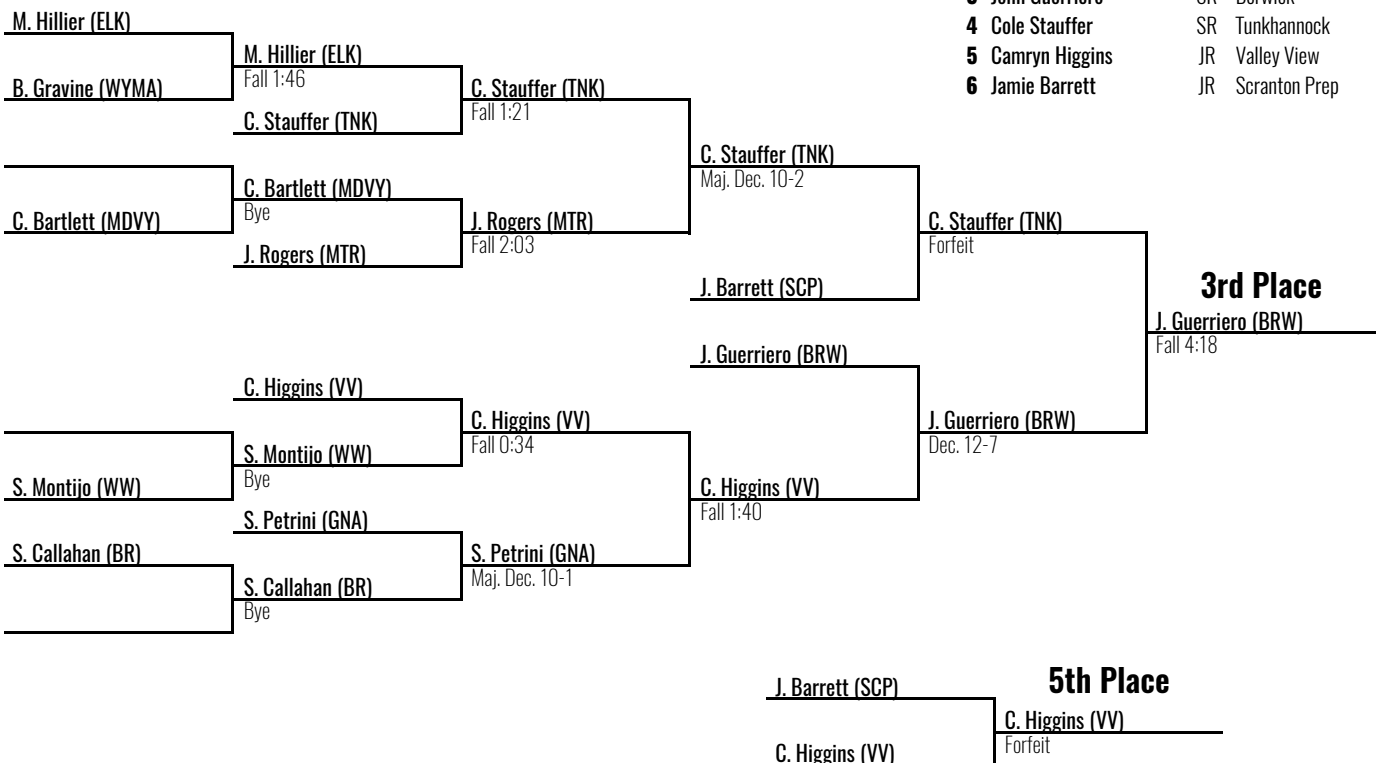 3 John Guerriero SR Berwick
4 Cole Stauffer SR Tunkhannock
5 Camryn Higgins JR Valley View
6 Jamie Barrett JR Scranton Prep
M. Hillier (ELK)
B. Gravine (WYMA)
C. Bartlett (MDVY)
S. Montijo (WW)
S. Callahan (BR)
M. Hillier (ELK)
Fall 1:46
C. Stauffer (TNK)
C. Bartlett (MDVY)
Bye
J. Rogers (MTR)
C. Higgins (VV)
S. Montijo (WW)
Bye
S. Petrini (GNA)
S. Callahan (BR)
Bye
C. Stauffer (TNK)
Fall 1:21
J. Rogers (MTR)
Fall 2:03
C. Higgins (VV)
Fall 0:34
S. Petrini (GNA)
Maj. Dec. 10-1
C. Stauffer (TNK)
Maj. Dec. 10-2
J. Barrett (SCP)
J. Guerriero (BRW)
C. Higgins (VV)
Fall 1:40
C. Stauffer (TNK)
Forfeit
J. Guerriero (BRW)
Dec. 12-7
3rd Place
J. Guerriero (BRW)
Fall 4:18
5th Place
J. Barrett (SCP)
C. Higgins (VV)
C. Higgins (VV)
Forfeit